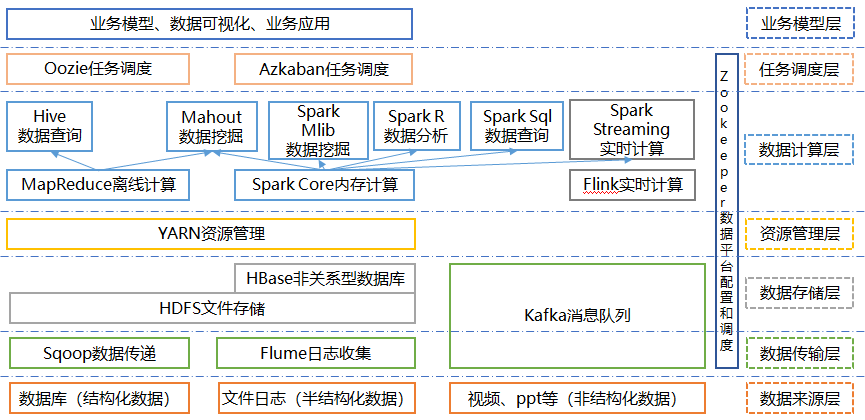 业务模型、数据可视化、业务应用
业务模型层
Oozie任务调度
Azkaban任务调度
任务调度层
Hive
数据查询
Mahout
数据挖掘
Spark
Mlib
数据挖掘
Spark R
数据分析
Spark Sql
数据查询
Spark
Streaming
实时计算
数据计算层
MapReduce离线计算
Spark Core内存计算
Flink实时计算
YARN资源管理
资源管理层
HBase非关系型数据库
HDFS文件存储
Kafka消息队列
数据存储层
Sqoop数据传递
Flume日志收集
数据传输层
Zookeeper数据平台配置和调度
数据库（结构化数据）
文件日志（半结构化数据）
视频、ppt等（非结构化数据）
数据来源层